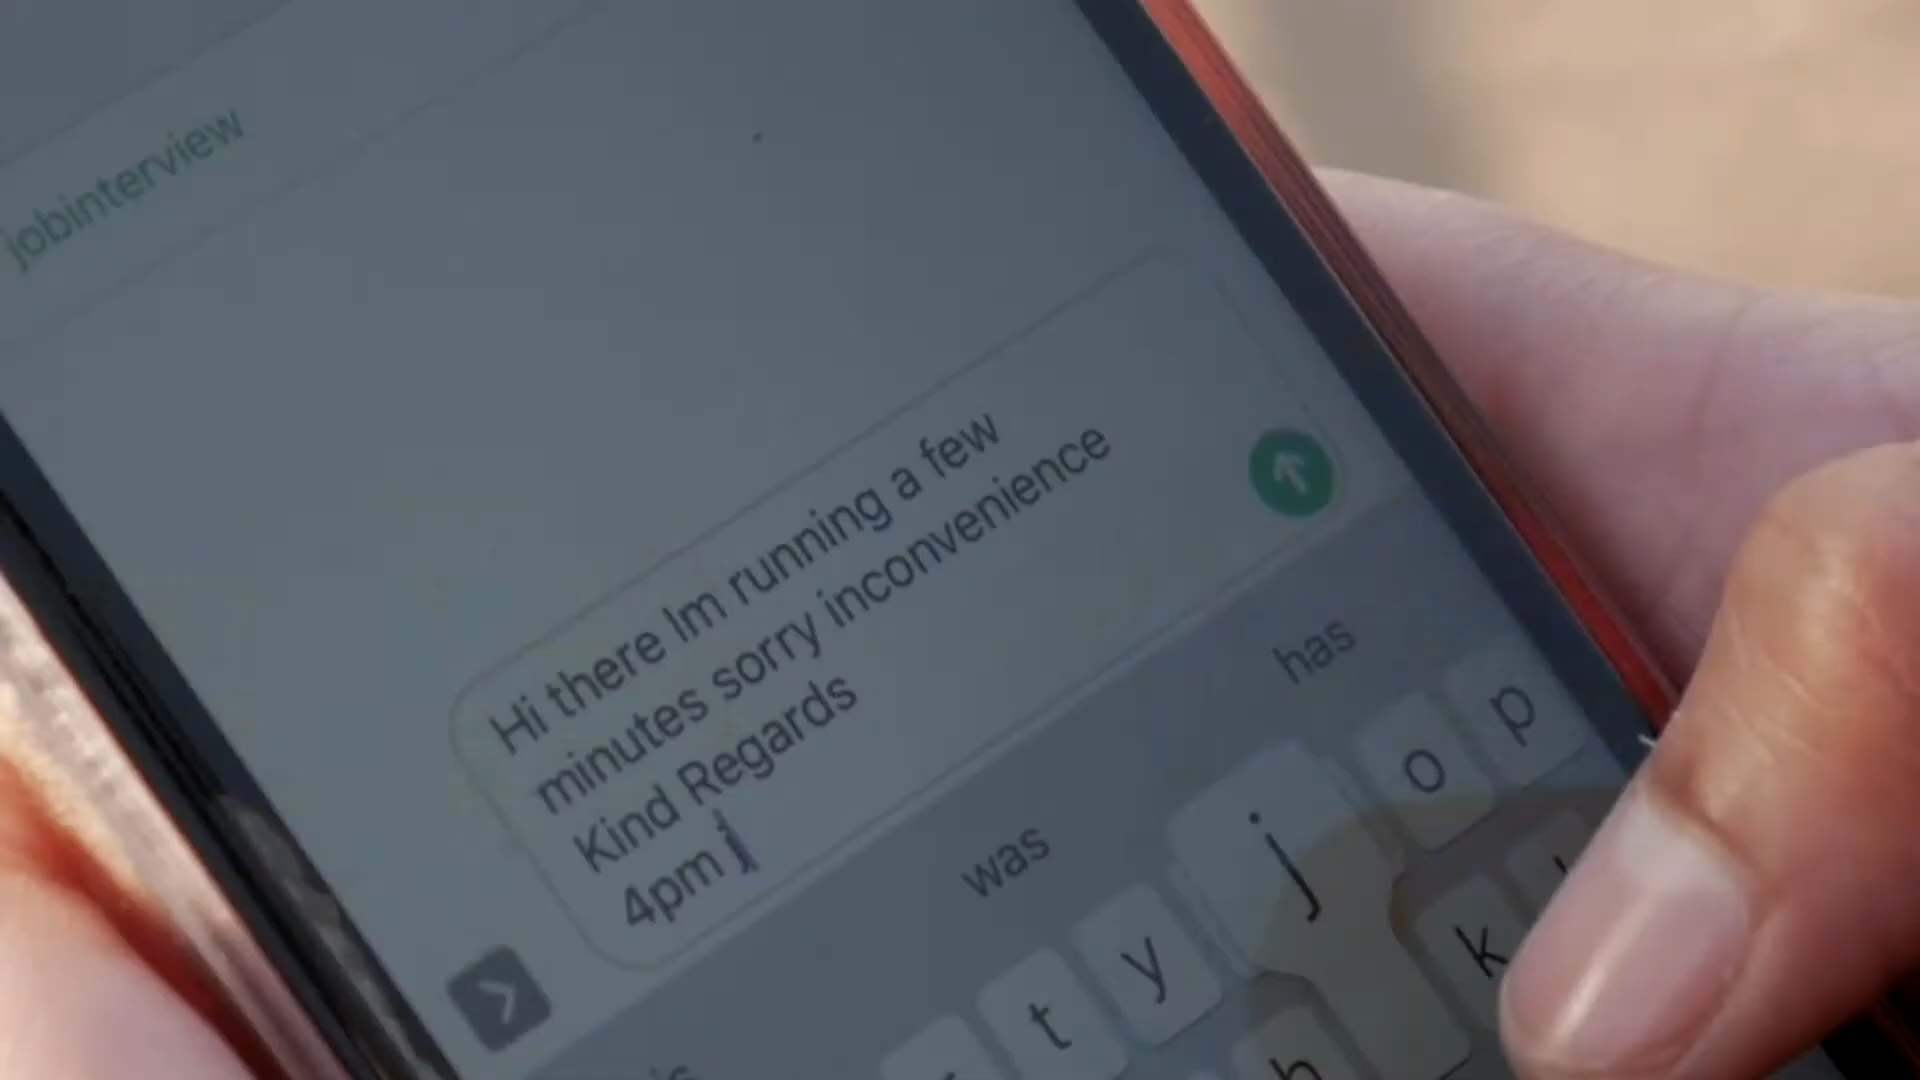 jobinterview
Hi there Im running a few
minutes sorry inconvenience
Kind Regards
4pm j
was
has
t
y
j
o
p
k
h